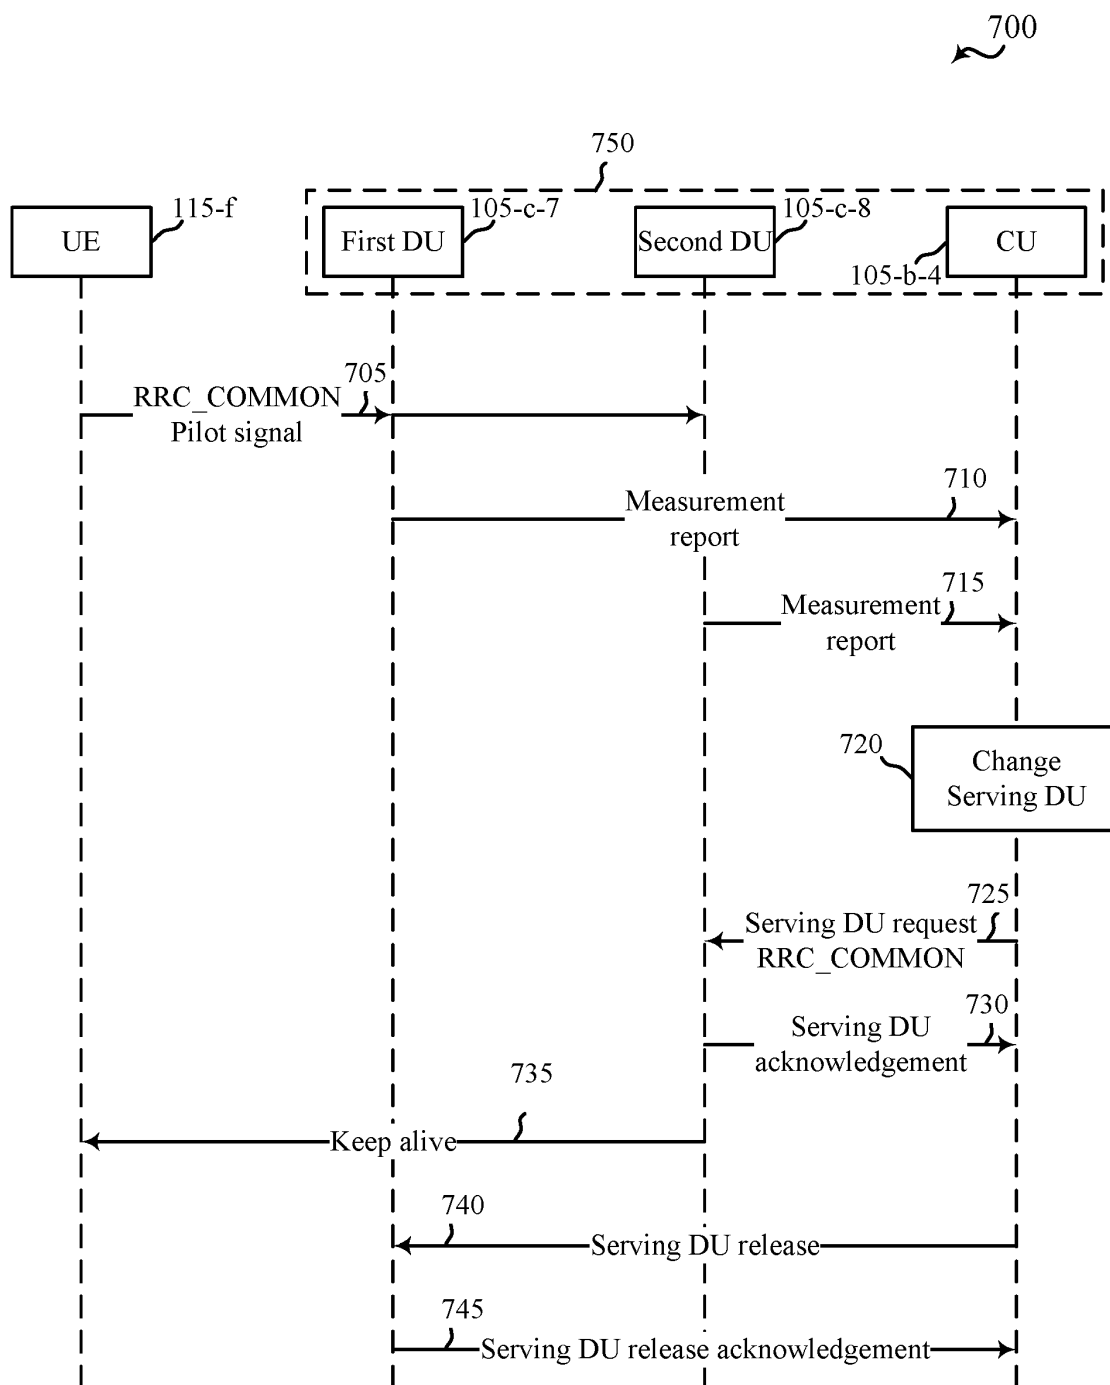 700
750
115-f
105-c-7
105-c-8
UE
First DU
Second DU
CU
105-b-4
705
RRC_COMMON
Pilot signal
710
Measurement
report
715
Measurement
report
720
Change
Serving DU
725
Serving DU request
RRC_COMMON
730
Serving DU
acknowledgement
735
Keep alive
740
Serving DU release
745
Serving DU release acknowledgement